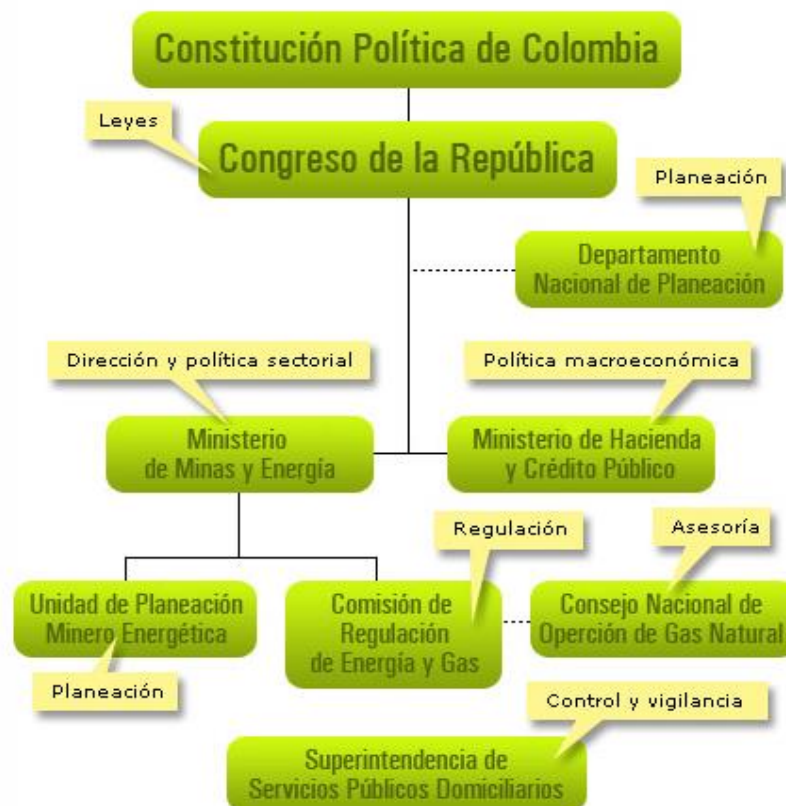 Constitución Política de Colombia
Leyes
Congreso de la República
Planeación
Departamento
Nacional de Planeación
Dirección y política sectorial
Política macroeconómica
Ministerio
de Minas y Energía
Ministerio de Hacienda
y Crédito Público
Regulación
Asesoría
Unidad de Planeación
Minero Energética
Comisión de
Regulación
de Energía y Gas
Consejo Nacional de
Operción de Gas Natural
Planeación
Control y vigilancia
Superintendencia de
Servicios Públicos Domiciliarios